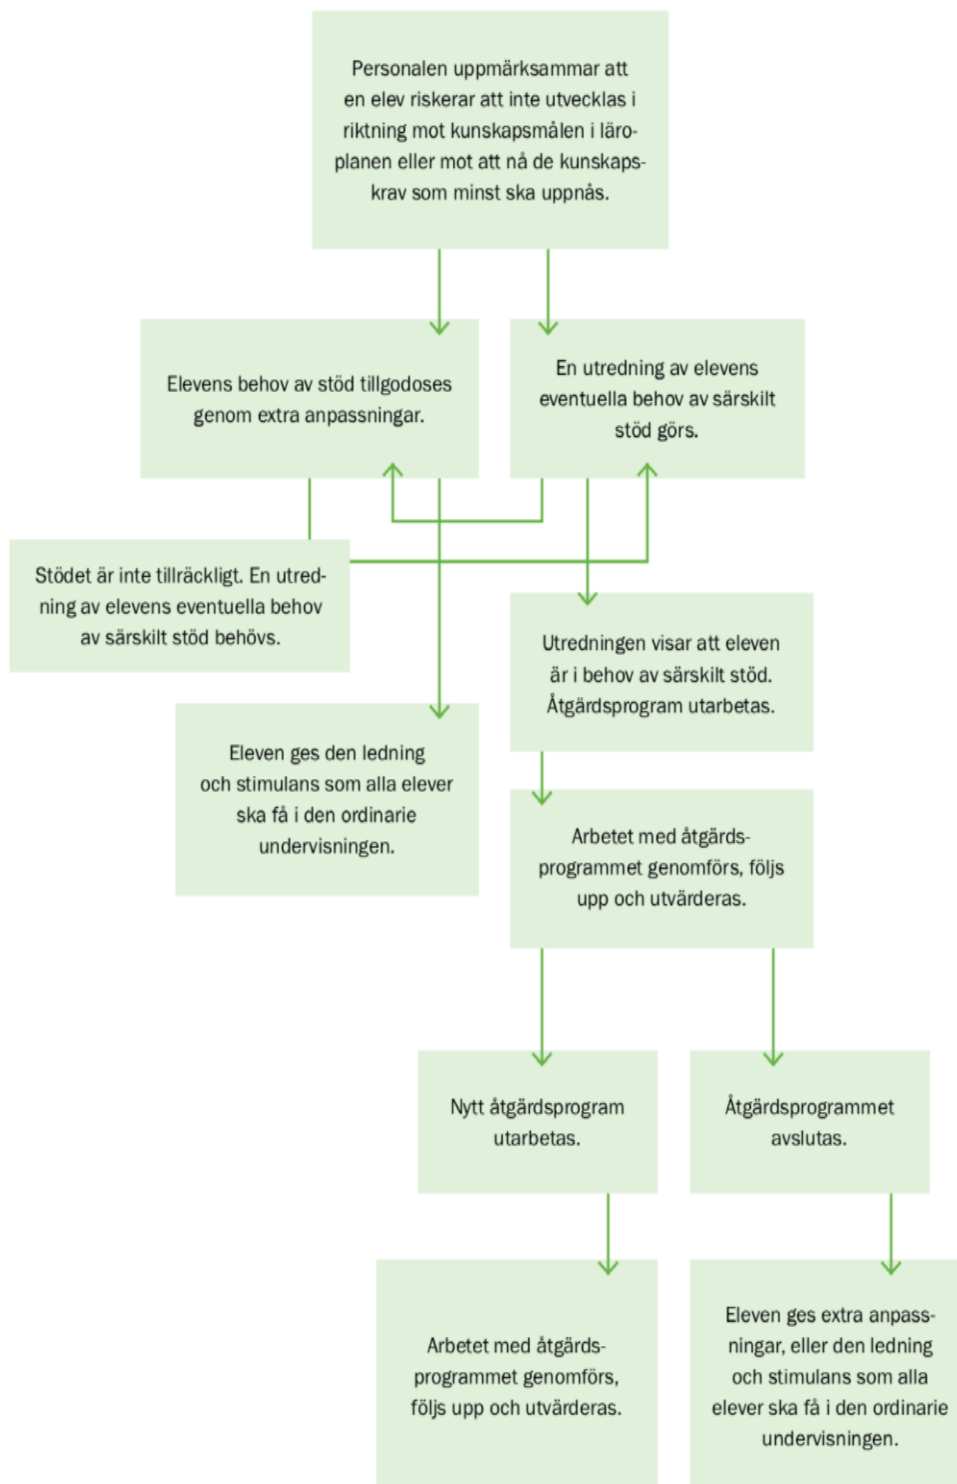 Personalen uppmärksammar att
en elev riskerar att inte utvecklas i
riktning mot kunskapsmålen i läro-
planen eller mot att nå de kunskaps-
krav som minst ska uppnås.
Elevens behov av stöd tillgodoses
genom extra anpassningar.
En utredning av elevens
eventuella behov av särskilt
stöd görs.
Stödet är inte tillräckligt. En utred-
ning av elevens eventuella behov
av särskilt stöd behövs.
Utredningen visar att eleven
är i behov av särskilt stöd.
Åtgärdsprogram utarbetas.
Eleven ges den ledning
och stimulans som alla elever
ska få i den ordinarie
undervisningen.
Arbetet med åtgärds-
programmet genomförs, följs
upp och utvärderas.
Nytt åtgärdsprogram
utarbetas.
Åtgärdsprogrammet
avslutas.
Arbetet med åtgärds-
programmet genomförs,
följs upp och utvärderas.
Eleven ges extra anpass-
ningar, eller den ledning
och stimulans som alla
elever ska få i den ordinarie
undervisningen.